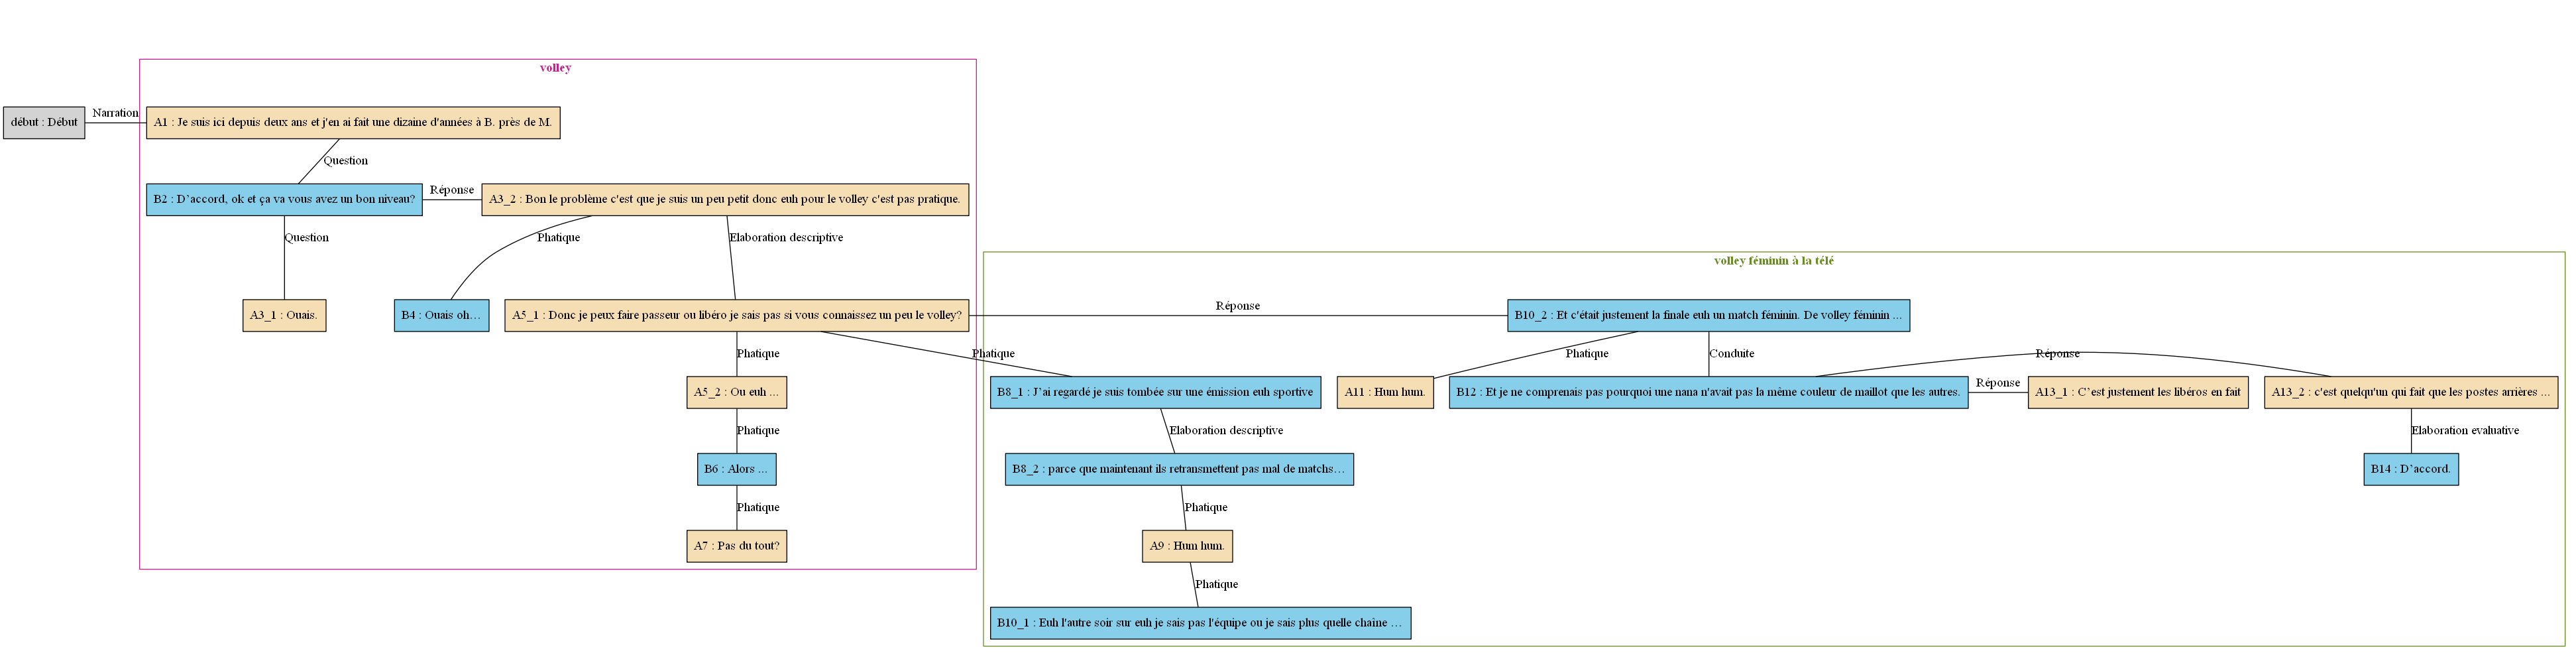 volley
début : Début
Narration
A1 : Je suis ici depuis deux ans et j'en ai fait une dizaine d'années à B. près de M.
Question
B2 : D’accord, ok et ça va vous avez un bon niveau?
Réponse
A3_2 : Bon le problème c'est que je suis un peu petit donc euh pour le volley c'est pas pratique.
Question
Phatique
Elaboration descriptive
volley féminin à la télé
A3_1 : Ouais.
B4 : Ouais oh…
A5_1 : Donc je peux faire passeur ou libéro je sais pas si vous connaissez un peu le volley?
Réponse
B10_2 : Et c'était justement la finale euh un match féminin. De volley féminin ...
Phatique
Phatique
Phatique
Conduite
Réponse
A5_2 : Ou euh ...
B8_1 : J’ai regardé je suis tombée sur une émission euh sportive
A11 : Hum hum.
B12 : Et je ne comprenais pas pourquoi une nana n'avait pas la même couleur de maillot que les autres.
Réponse
A13_1 : C’est justement les libéros en fait
A13_2 : c'est quelqu'un qui fait que les postes arrières ...
Phatique
Elaboration descriptive
Elaboration evaluative
B6 : Alors ...
B8_2 : parce que maintenant ils retransmettent pas mal de matchs…
B14 : D’accord.
Phatique
Phatique
A7 : Pas du tout?
A9 : Hum hum.
Phatique
B10_1 : Euh l'autre soir sur euh je sais pas l'équipe ou je sais plus quelle chaîne …